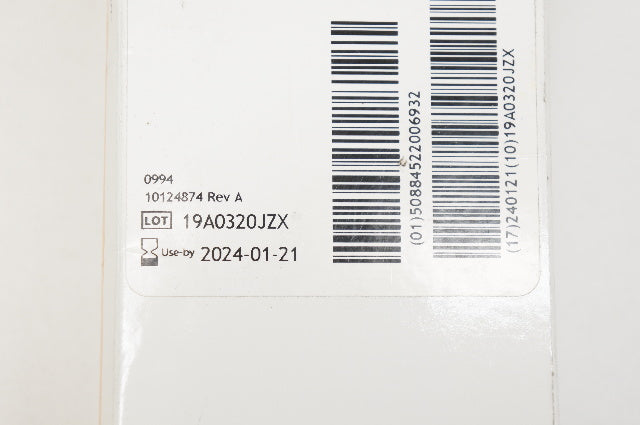 0994
10124874 Rev A
LOT 19A0320JZX
Use-by 2024-01-21
(01)50884522006932
(17)240121(10)19A0320JZX